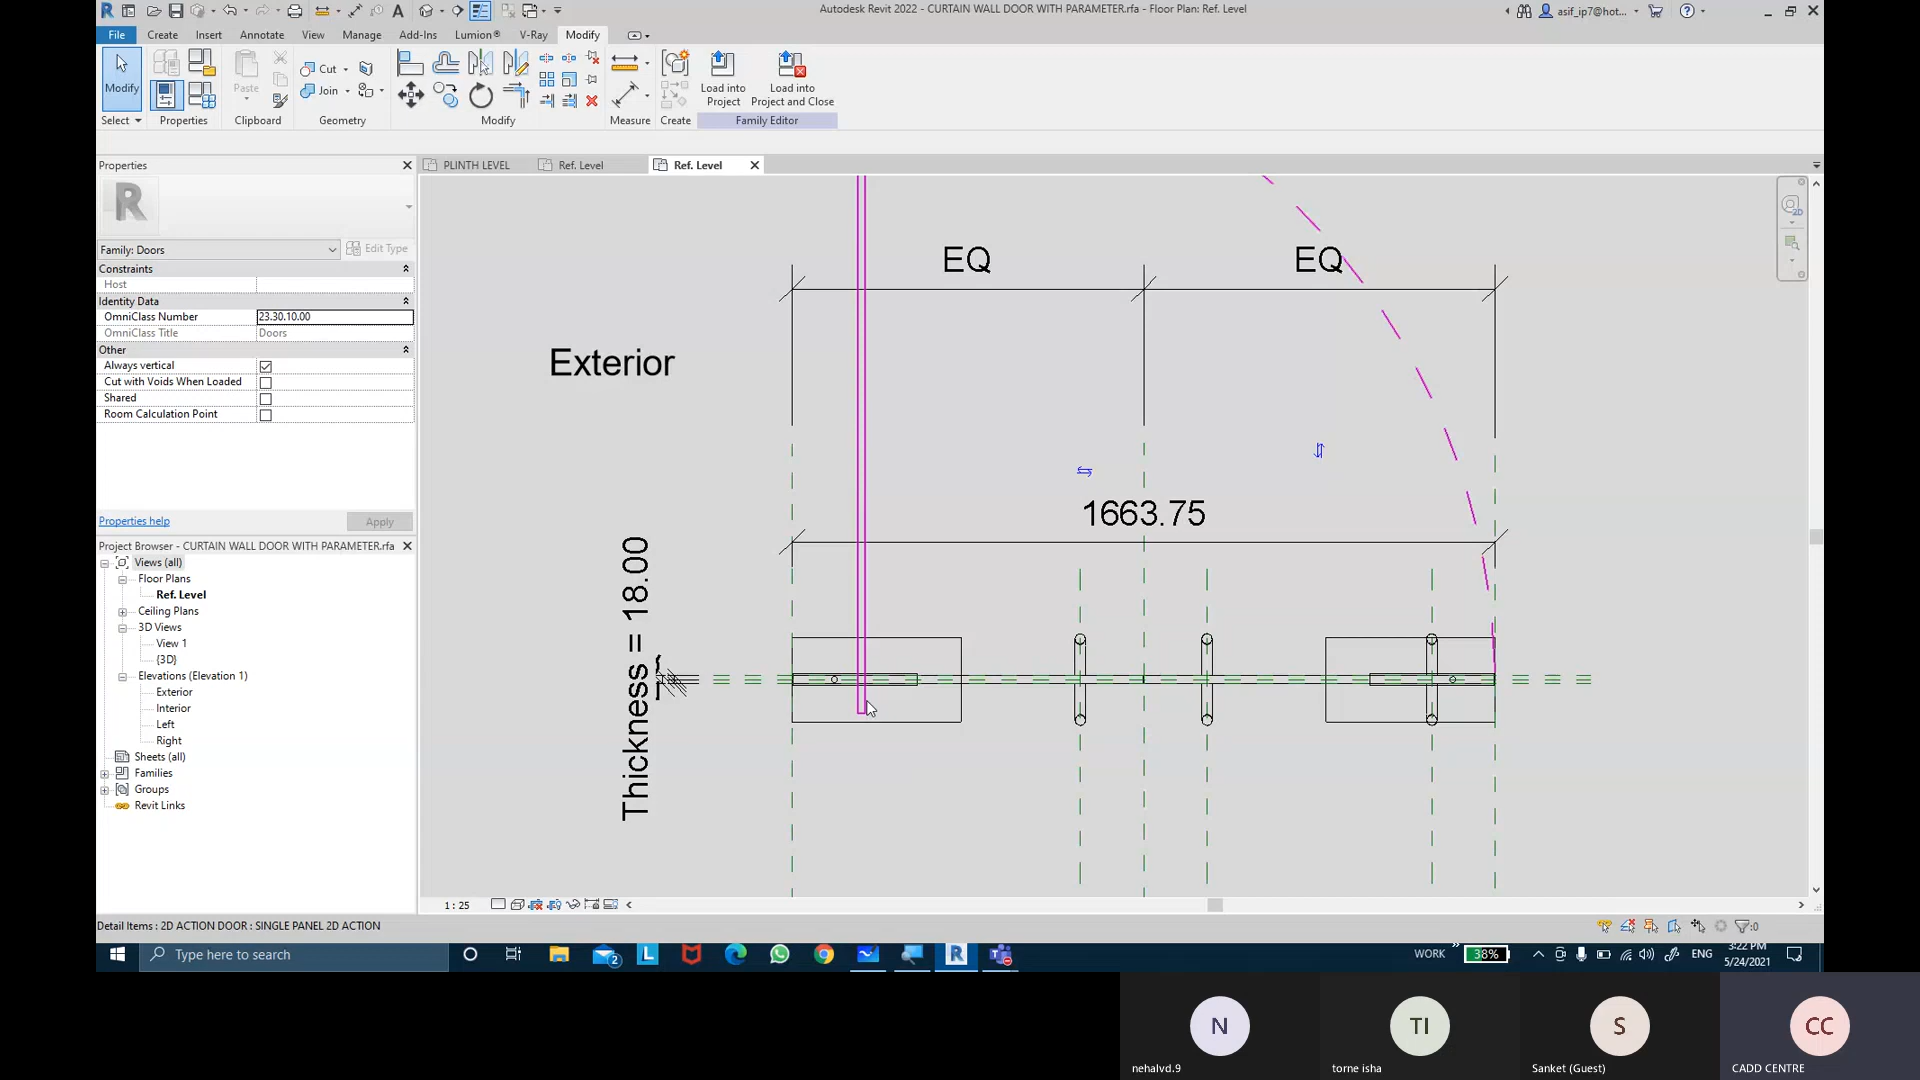 Autodesk Revit 2022 - CURTAIN WALL DOOR WITH PARAMETER.rfa - Floor Plan: Ref. Level
asif_ip7@hot...
File Create Insert Annotate View Manage Add-Ins Lumion® V-Ray Modify
Modify
Paste
Cut
Join
Load into
Project
Load into
Project and Close
Select Properties Clipboard Geometry Modify Measure Create Family Editor
Properties
PLINTH LEVEL
Ref. Level
Ref. Level
Family: Doors
Edit Type
Constraints
Host
Identity Data
OmniClass Number 23.30.10.00
OmniClass Title Doors
Other
Always vertical
Cut with Voids When Loaded
Shared
Room Calculation Point
Properties help
Apply
Project Browser - CURTAIN WALL DOOR WITH PARAMETER.rfa
Views (all)
Floor Plans
Ref. Level
Ceiling Plans
3D Views
View 1
{3D}
Elevations (Elevation 1)
Exterior
Interior
Left
Right
Sheets (all)
Families
Groups
Revit Links
EQ
EQ
Exterior
1663.75
Thickness = 18.00
1 : 25
Detail Items : 2D ACTION DOOR : SINGLE PANEL 2D ACTION
:0
Type here to search
2
WORK
38%
ENG
3:22 PM
5/24/2021
N
TI
S
CC
nehalvd.9
torne isha
Sanket (Guest)
CADD CENTRE